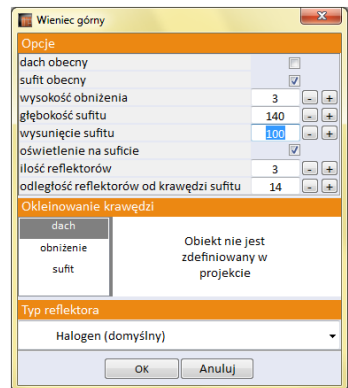 Wieniec górny
Opcje
dach obecny
sufit obecny
wysokość obniżenia 3 - +
głębokość sufitu 140 - +
wysunięcie sufitu 100 - +
oświetlenie na suficie
ilość reflektorów 3 - +
odległość reflektorów od krawędzi sufitu 14 - +
Okleinowanie krawędzi
dach
obniżenie
sufit
Obiekt nie jest
zdefiniowany w
projekcie
Typ reflektora
Halogen (domyślny)
OK Anuluj